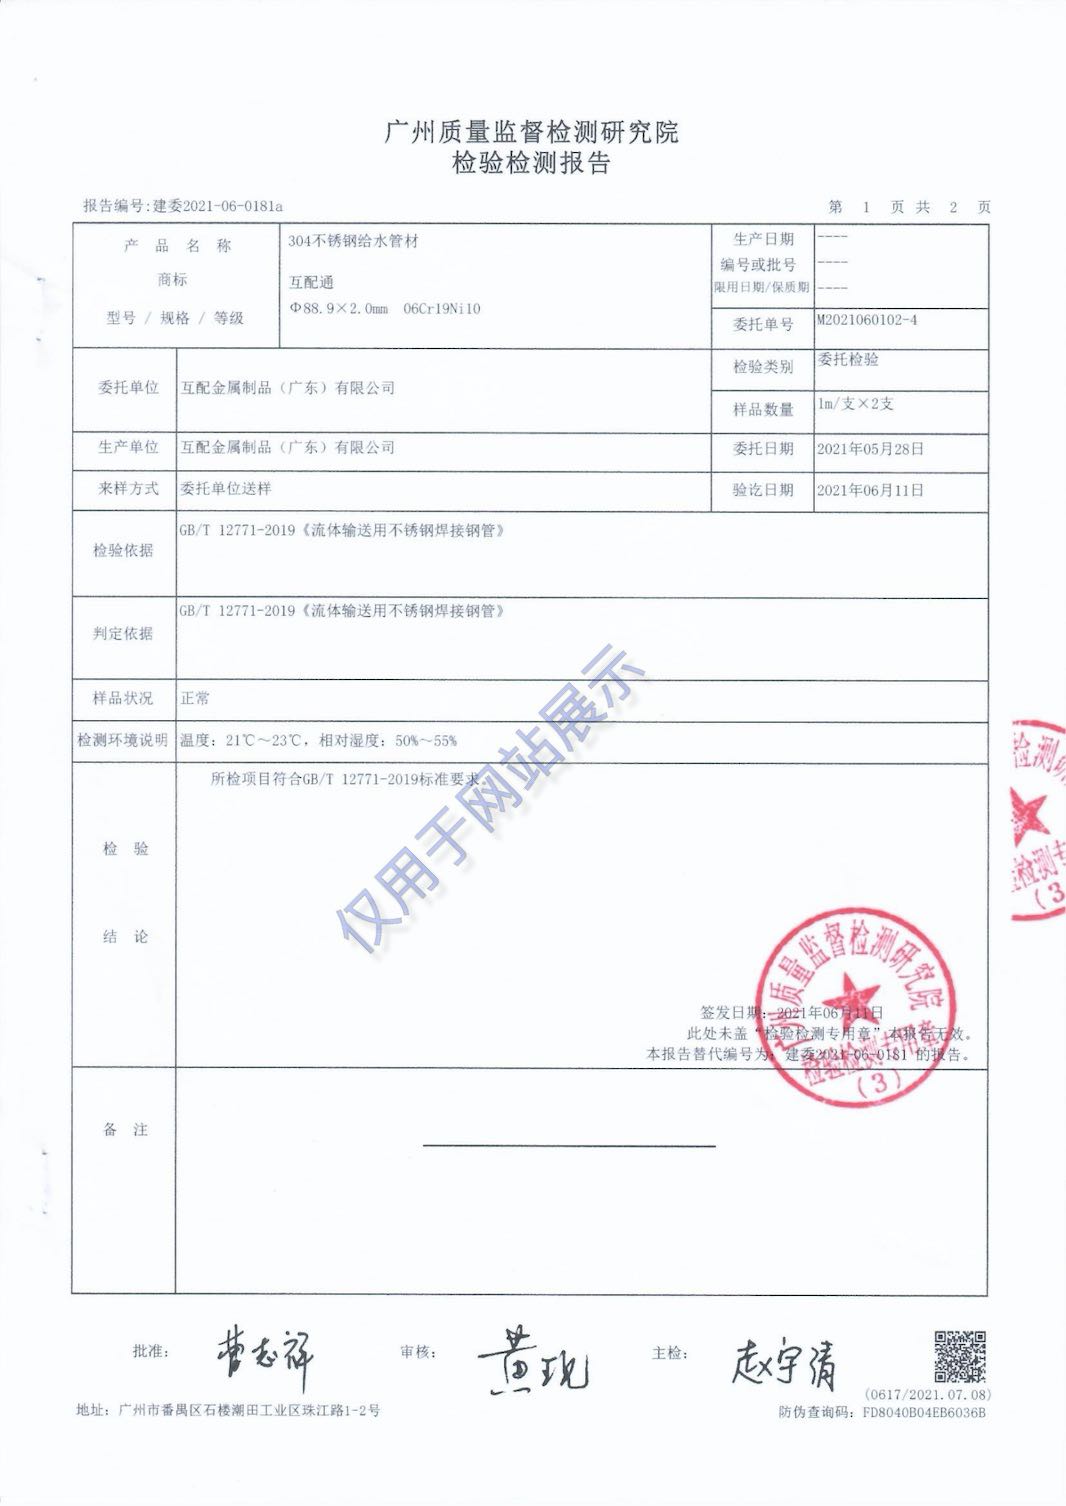 广州质量监督检测研究院
检验检测报告
报告编号:建委2021-06-0181a
第 1 页 共 2 页
产 品 名 称
304不锈钢给水管材
商标
互配通
型号 / 规格 / 等级
Φ88.9×2.0mm 06Cr19Ni10
生产日期 ----
编号或批号 ----
限用日期/保质期 ----
委托单号 M2021060102-4
委托单位 互配金属制品（广东）有限公司
检验类别 委托检验
样品数量 1m/支×2支
生产单位 互配金属制品（广东）有限公司
委托日期 2021年05月28日
来样方式 委托单位送样
验讫日期 2021年06月11日
检验依据 GB/T 12771-2019《流体输送用不锈钢焊接钢管》
判定依据 GB/T 12771-2019《流体输送用不锈钢焊接钢管》
样品状况 正常
检测环境说明 温度: 21℃～23℃, 相对湿度: 50%～55%
检 验
结 论
所检项目符合GB/T 12771-2019标准要求。
签发日期: 2021年06月11日
此处未盖“检验检测专用章”本报告无效。
本报告替代编号为: 建委2021-06-0181 的报告。
广州质量监督检测研究院
检验检测专用章
(3)
检测研
检验检测专
(3
仅用于网站展示
备 注
批准: 曹志祥
审核: 黄现
主检: 赵宇清
(0617/2021.07.08)
地址: 广州市番禺区石楼潮田工业区珠江路1-2号
防伪查询码: FD8040B04EB6036B